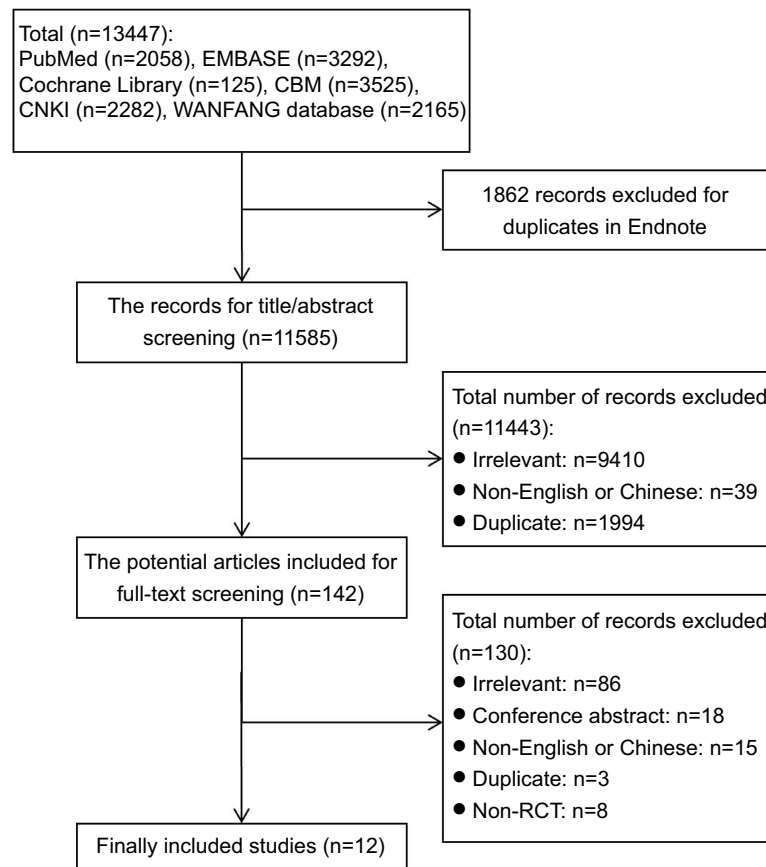 Total (n=13447):
PubMed (n=2058), EMBASE (n=3292),
Cochrane Library (n=125), CBM (n=3525),
CNKI (n=2282), WANFANG database (n=2165)
1862 records excluded for
duplicates in Endnote
The records for title/abstract
screening (n=11585)
Total number of records excluded
(n=11443):
● Irrelevant: n=9410
● Non-English or Chinese: n=39
● Duplicate: n=1994
The potential articles included for
full-text screening (n=142)
Total number of records excluded
(n=130):
● Irrelevant: n=86
● Conference abstract: n=18
● Non-English or Chinese: n=15
● Duplicate: n=3
● Non-RCT: n=8
Finally included studies (n=12)